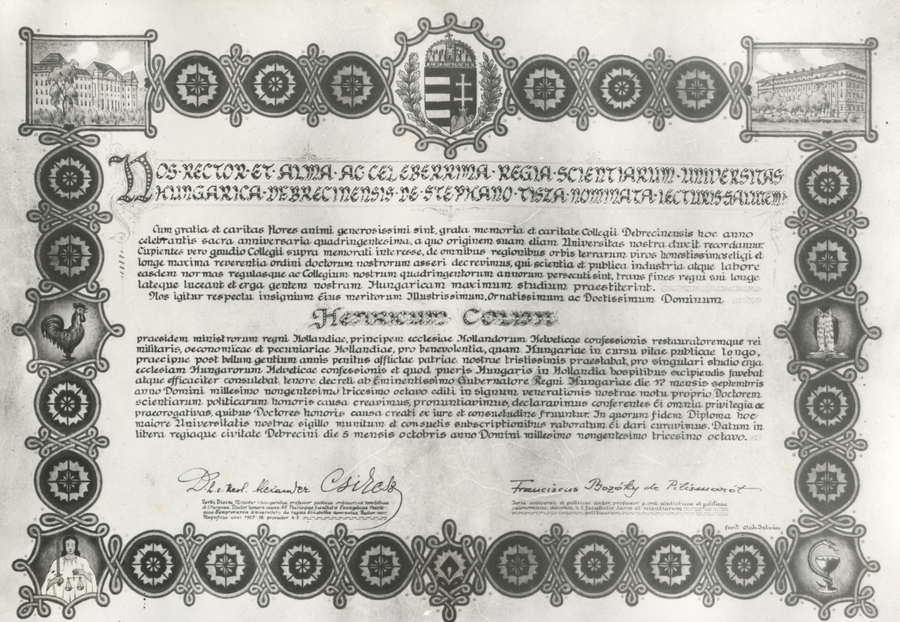 NOS·RECTOR·ET·ALMA·AC CELEBERRIMA·REGIA·SCIENTIARUM·UNIVERSITAS
HUNGARICA·DEBRECINENSIS·DE·STEPHANO·TISZA·NOMINATA·LECTURIS·SALUTEM!
Cum gratia et caritas flores animi generosissimi sint, grata memoria et caritate Collegii Debrecinensis hoc anno
celebrantis sacra anniversaria quadringentesima, a quo originem suam etiam Universitas nostra duxit recordamur.
Cupientes vero gaudio Collegii supra memorati interesse, de omnibus regionibus orbis terrarum viros honestissimos eligi et
longe maxima reverentia ordini doctorum nostrorum asseri decrevimus, qui scientia et publica industria atque labore
easdem normas regulasque ac Collegium nostrum quadringentorum annorum persecuti sint, trans fines regni sui longe
lateque luceant et erga gentem nostram Hungaricam maximum studium praestiterint.
Nos igitur respectu insignium Eius meritorum Illustrissimum, Ornatissimum ac Doctissimum Dominum
Henricum Colijn
praesidem ministrorum regni Hollandiae, principem ecclesiae Hollandorum Helveticae confessionis restauratoremque rei
militaris, oeconomicae et pecuniariae Hollandiae, pro benevolentia, quam Hungariae in cursu vitae publicae longo,
praecipue post bellum gentium annis penitus afflictae patriae nostrae tristissimis praestabat, pro singulari studio erga
ecclesiam Hungarorum Helveticae confessionis et quod pueris Hungaris in Hollandia hospitibus excipiendis favebat
atque efficaciter consulebat, tenore decreti ab Eminentissimo Gubernatore Regni Hungariae die 17 mensis septembris
anno Domini millesimo nongentesimo tricesimo octavo editi in signum venerationis nostrae motu proprio Doctorem
scientiarum politicarum honoris causa creavimus, pronuntiavimus, declaravimus conferentes Ei omnia privilegia ac
praerogativas, quibus Doctores honoris causa creati ex iure et consuetudine fruuntur. In quorum fidem Diploma hoc
maiore Universitatis nostrae sigillo munitum et consuetis subscriptionibus roboratum Ei dari curavimus. Datum in
libera regiaque civitate Debrecini die 5 mensis octobris anno Domini millesimo nongentesimo tricesimo octavo.
Dr. theol. Alexander Csikesz
Franciscus Bozóky de Pilismarót